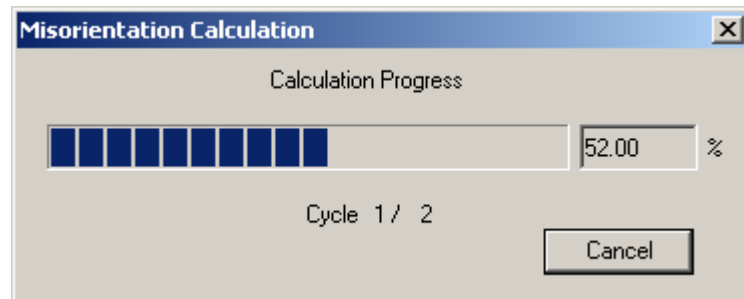 Misorientation Calculation
Calculation Progress
52.00 %
Cycle 1 / 2
Cancel